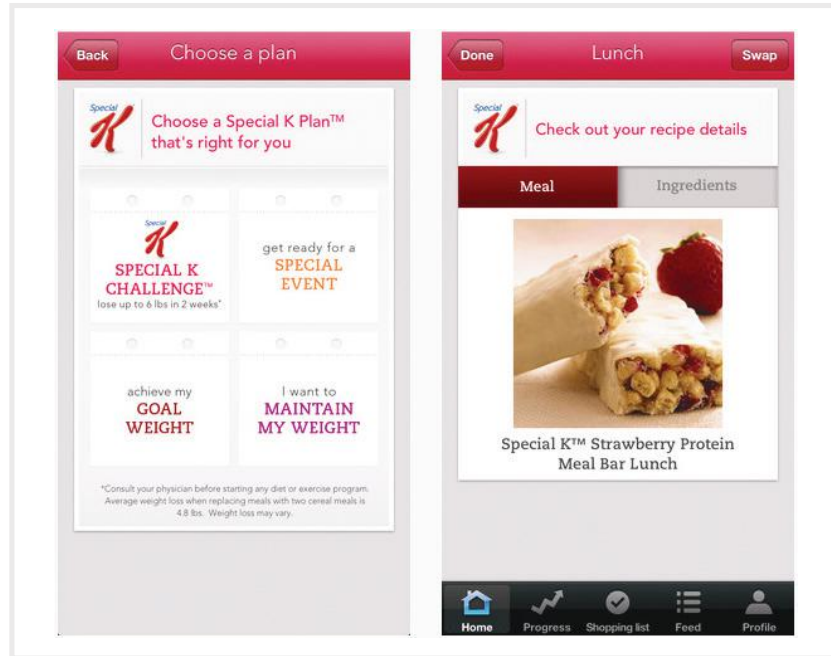 Back
Choose a plan
Special
K
Choose a Special K Plan™
that's right for you
Special
K
SPECIAL K
CHALLENGE™
lose up to 6 lbs in 2 weeks*
get ready for a
SPECIAL
EVENT
achieve my
GOAL
WEIGHT
I want to
MAINTAIN
MY WEIGHT
*Consult your physician before starting any diet or exercise program.
Average weight loss when replacing meals with two cereal meals is
4.8 lbs. Weight loss may vary.
Done
Lunch
Swap
Special
K
Check out your recipe details
Meal
Ingredients
Special K™ Strawberry Protein
Meal Bar Lunch
Home
Progress
Shopping list
Feed
Profile